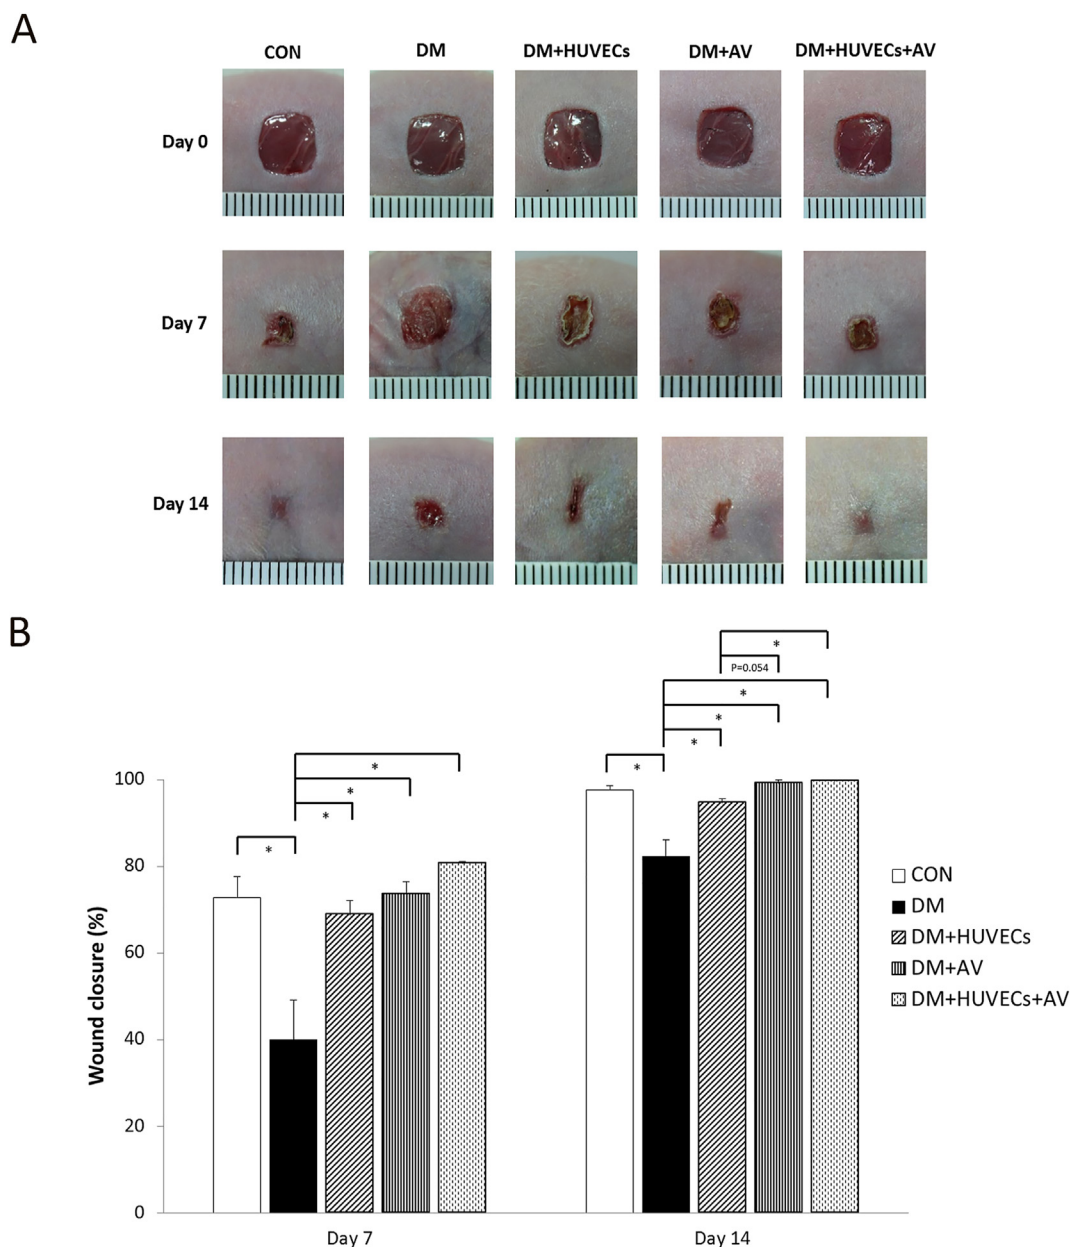 A
CON DM DM+HUVECs DM+AV DM+HUVECs+AV
Day 0
Day 7
Day 14
B
*
P=0.054
*
*
*
*
*
*
*
*
100
80
60
40
20
0
Wound closure (%)
Day 7 Day 14
CON
DM
DM+HUVECs
DM+AV
DM+HUVECs+AV